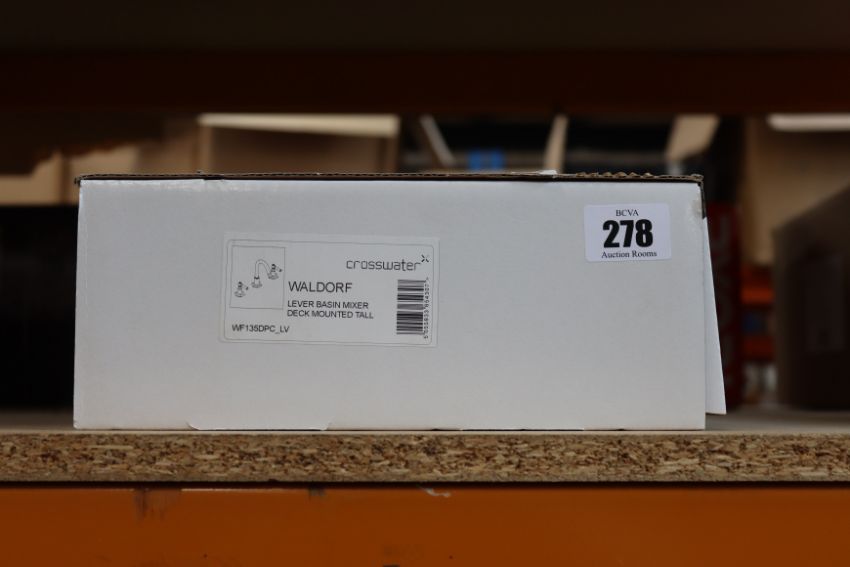 BCVA
278
Auction Rooms
crosswater
WALDORF
LEVER BASIN MIXER
DECK MOUNTED TALL
WF135DPC_LV